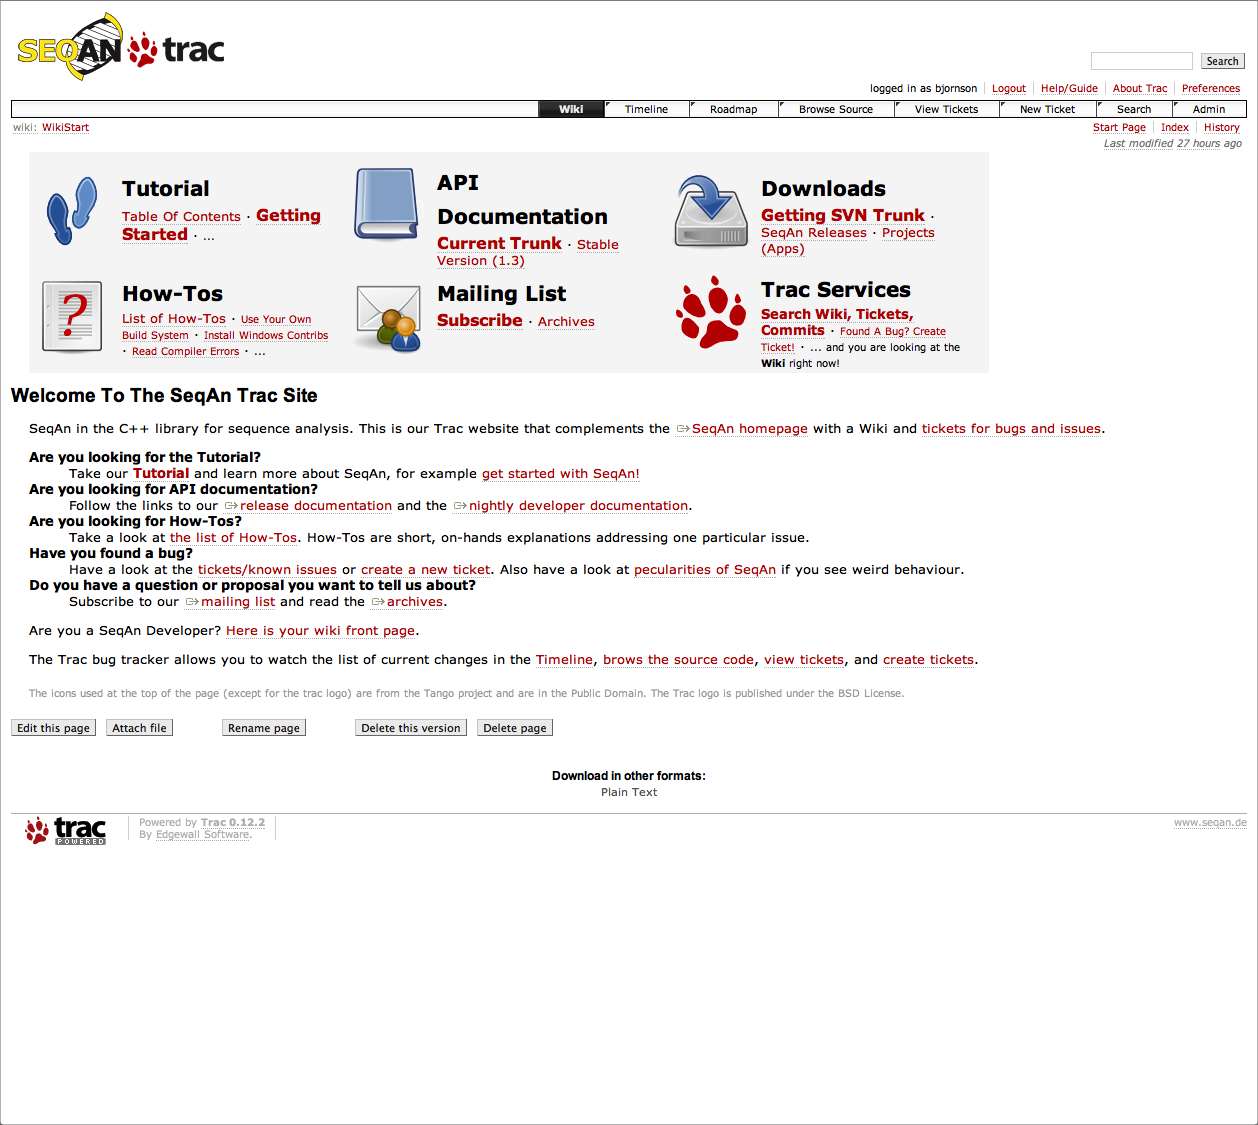 SEQAN trac
Search
logged in as bjornson Logout Help/Guide About Trac Preferences
Wiki Timeline Roadmap Browse Source View Tickets New Ticket Search Admin
wiki: WikiStart
Start Page Index History
Last modified 27 hours ago
Tutorial
Table Of Contents · Getting
Started · ...
API
Documentation
Current Trunk · Stable
Version (1.3)
Downloads
Getting SVN Trunk ·
SeqAn Releases · Projects
(Apps)
?
How-Tos
List of How-Tos · Use Your Own
Build System · Install Windows Contribs
· Read Compiler Errors · ...
Mailing List
Subscribe · Archives
Trac Services
Search Wiki, Tickets,
Commits · Found A Bug? Create
Ticket! · ... and you are looking at the
Wiki right now!
Welcome To The SeqAn Trac Site
SeqAn in the C++ library for sequence analysis. This is our Trac website that complements the SeqAn homepage with a Wiki and tickets for bugs and issues.
Are you looking for the Tutorial?
Take our Tutorial and learn more about SeqAn, for example get started with SeqAn!
Are you looking for API documentation?
Follow the links to our release documentation and the nightly developer documentation.
Are you looking for How-Tos?
Take a look at the list of How-Tos. How-Tos are short, on-hands explanations addressing one particular issue.
Have you found a bug?
Have a look at the tickets/known issues or create a new ticket. Also have a look at pecularities of SeqAn if you see weird behaviour.
Do you have a question or proposal you want to tell us about?
Subscribe to our mailing list and read the archives.
Are you a SeqAn Developer? Here is your wiki front page.
The Trac bug tracker allows you to watch the list of current changes in the Timeline, brows the source code, view tickets, and create tickets.
The icons used at the top of the page (except for the trac logo) are from the Tango project and are in the Public Domain. The Trac logo is published under the BSD License.
Edit this page Attach file Rename page Delete this version Delete page
Download in other formats:
Plain Text
trac
POWERED
Powered by Trac 0.12.2
By Edgewall Software.
www.seqan.de